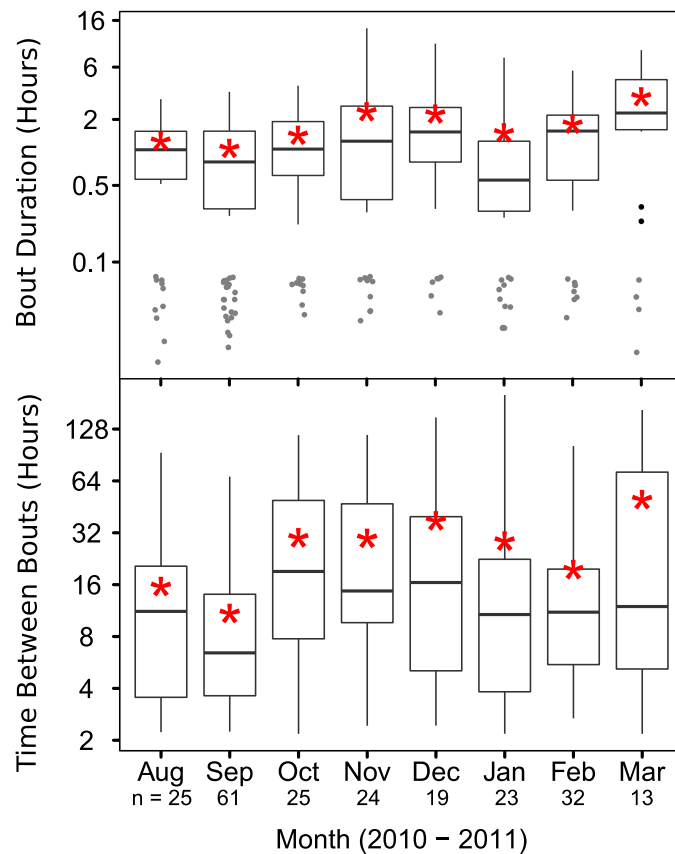 Bout Duration (Hours)
16
6
2
0.5
0.1
Time Between Bouts (Hours)
128
64
32
16
8
4
2
Aug Sep Oct Nov Dec Jan Feb Mar
n = 25 61 25 24 19 23 32 13
Month (2010 − 2011)